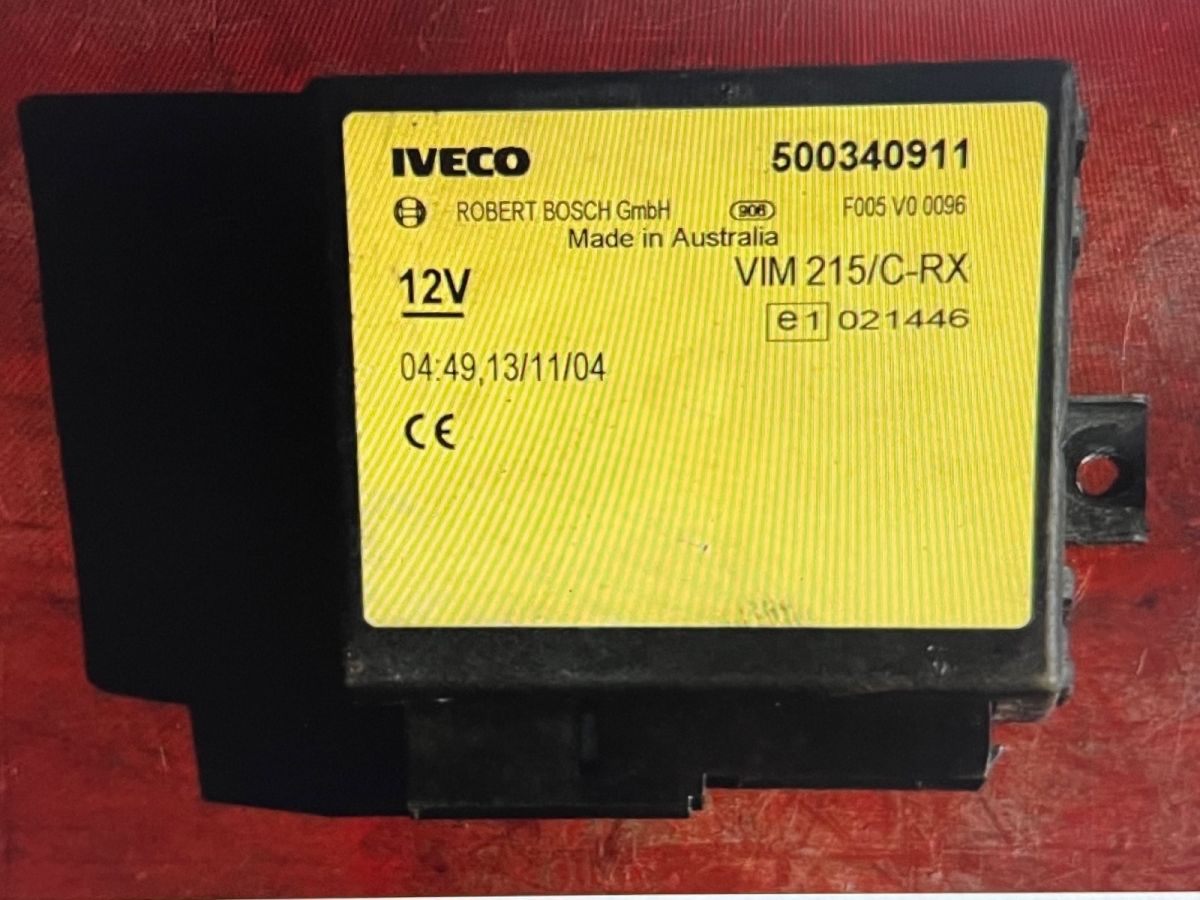 IVECO 500340911
ROBERT BOSCH GmbH 906 F005 V0 0096
Made in Australia
12V VIM 215/C-RX
e1 021446
04:49,13/11/04
CE